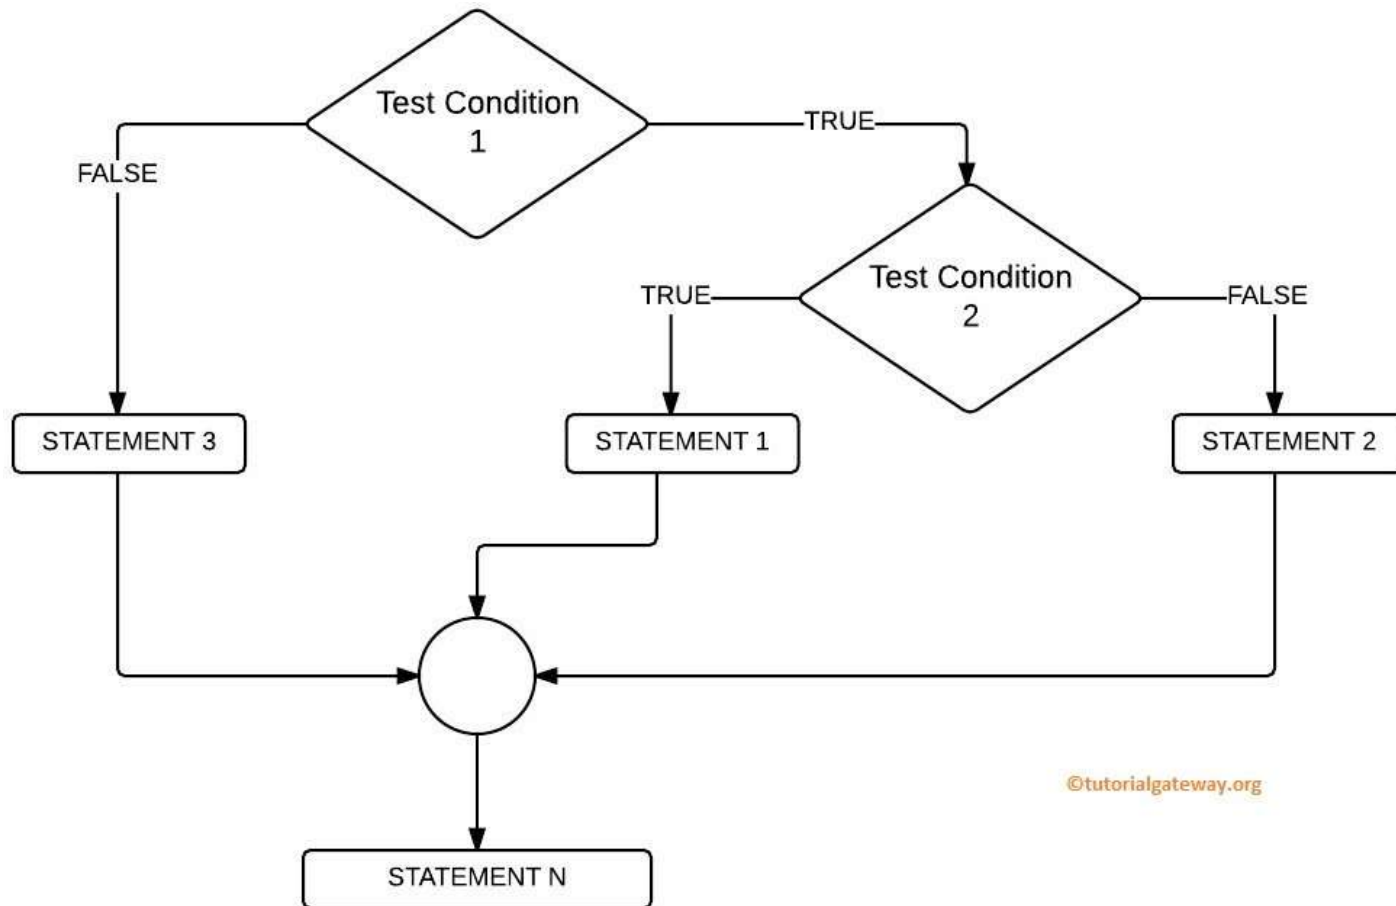 Test Condition
1
TRUE
FALSE
Test Condition
2
TRUE
FALSE
STATEMENT 3
STATEMENT 1
STATEMENT 2
©tutorialgateway.org
STATEMENT N